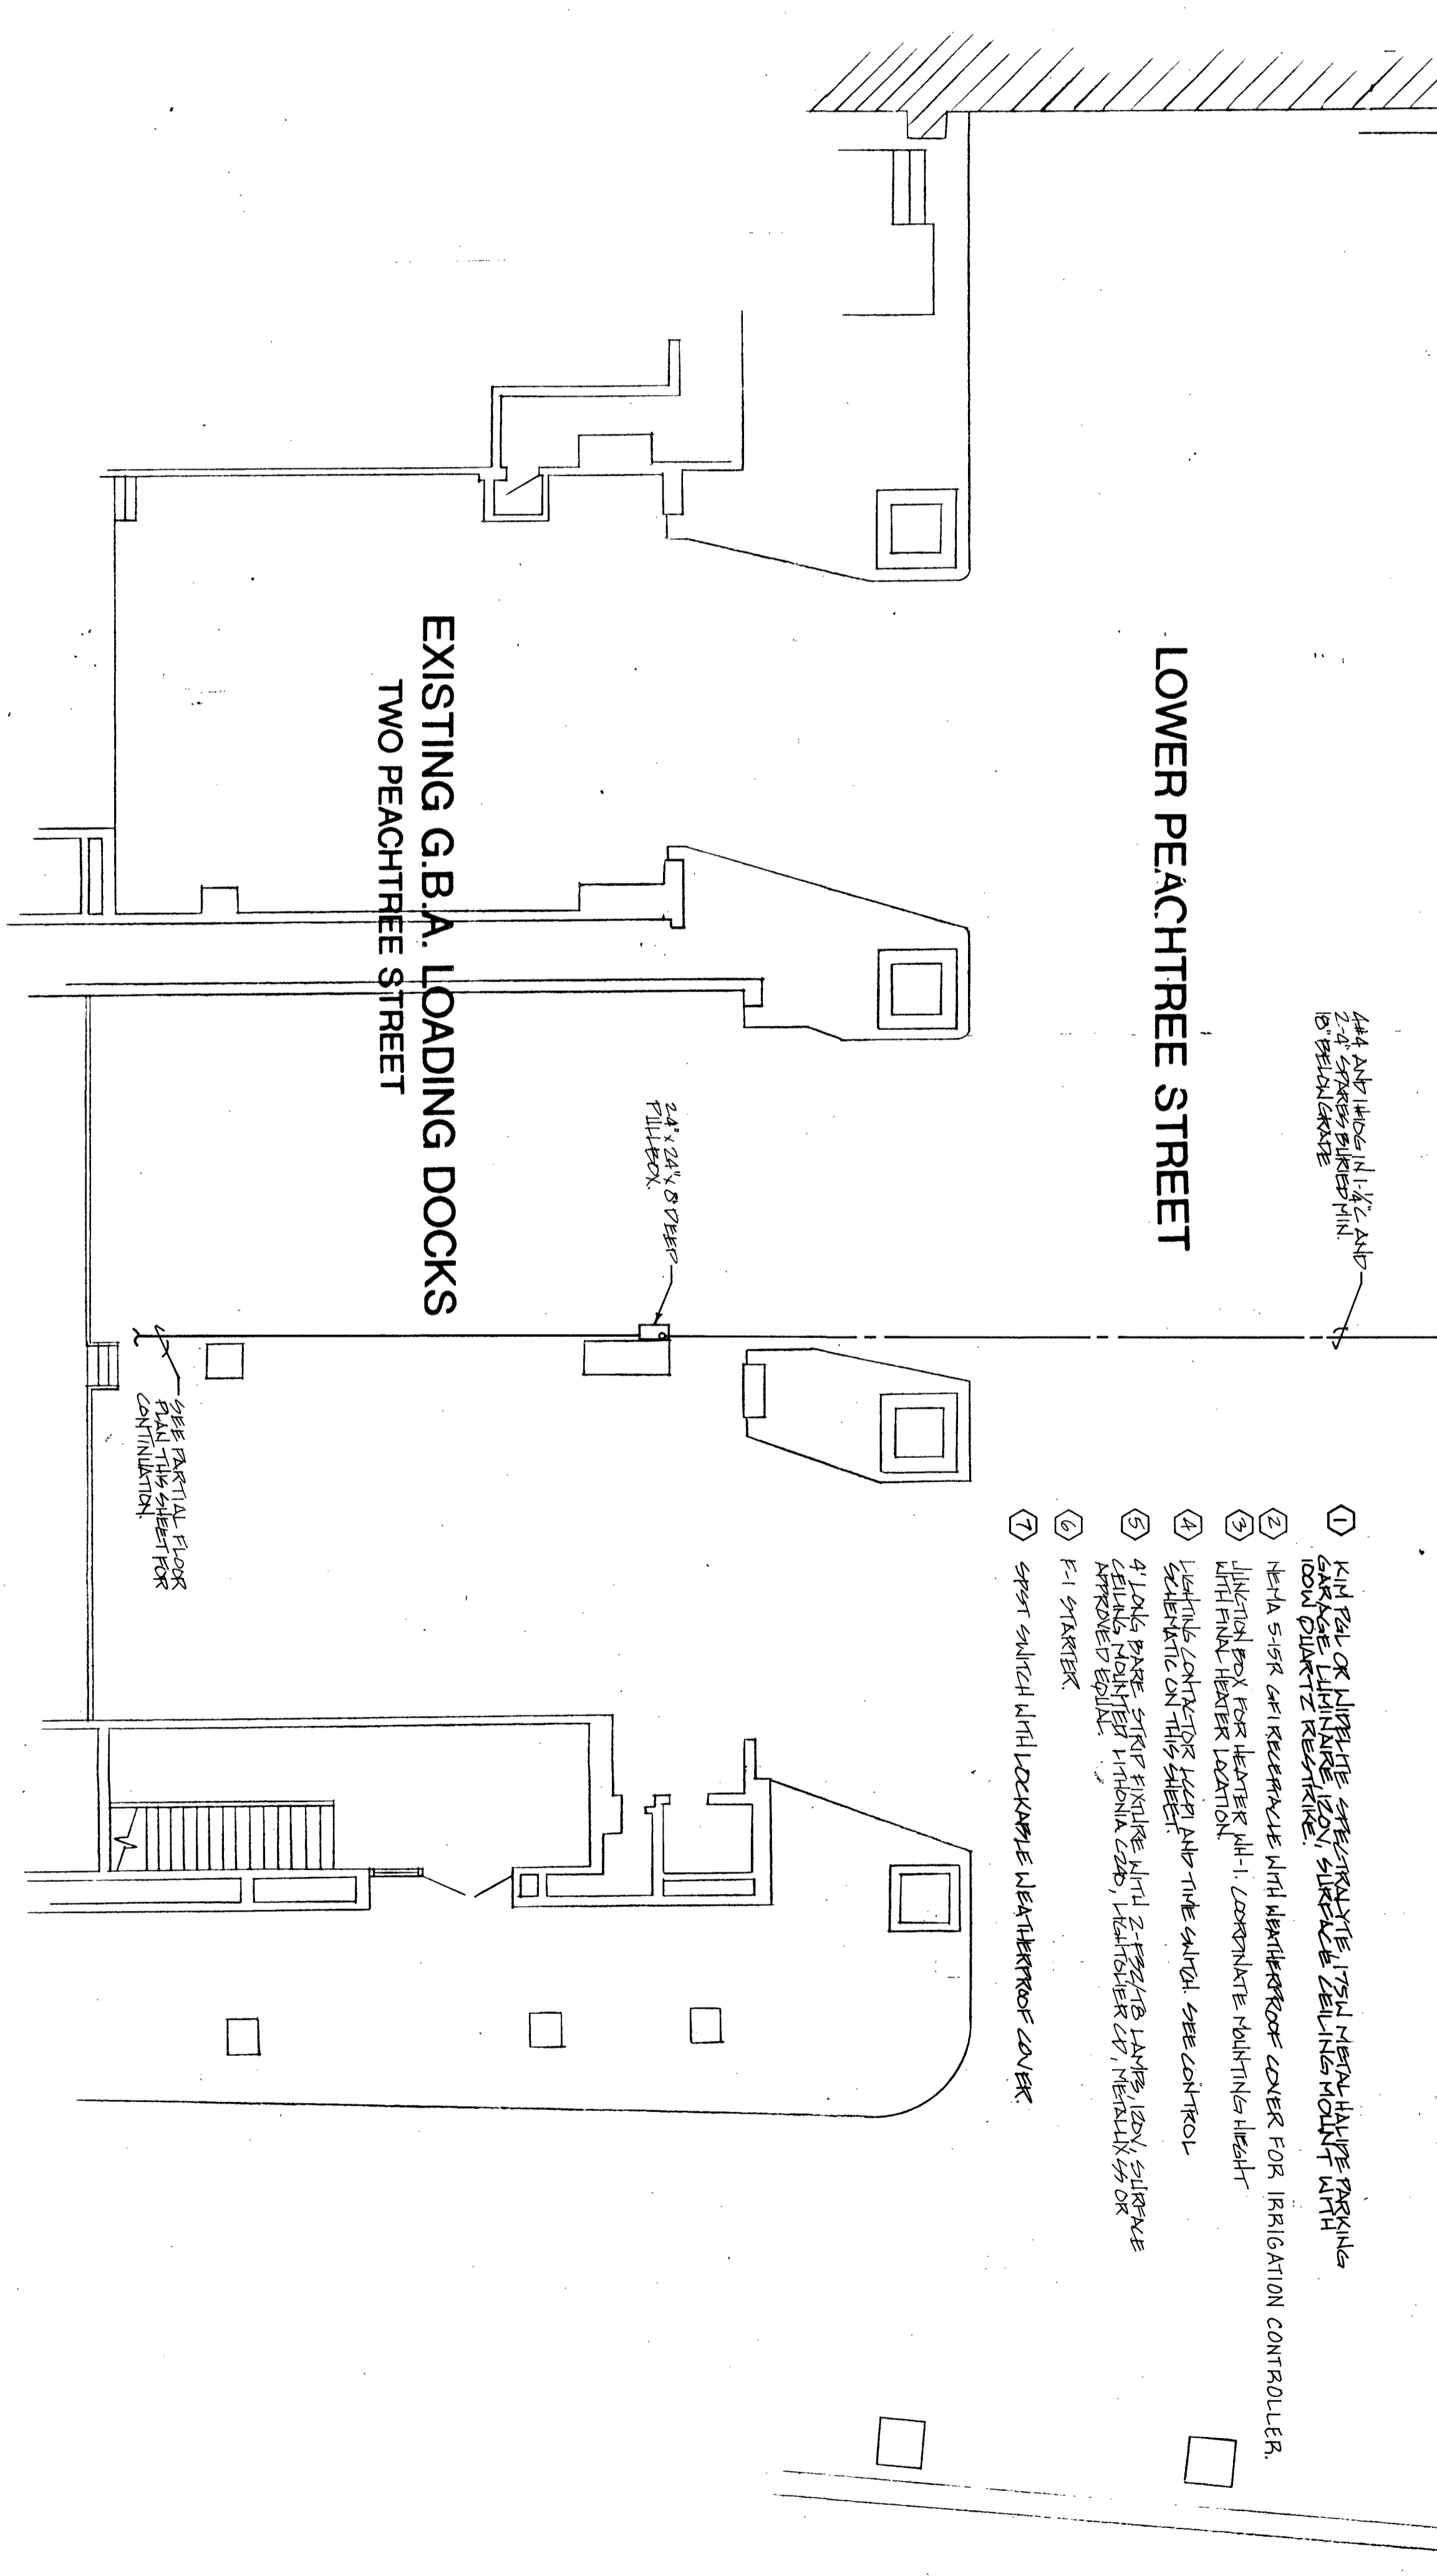 4#4 AND 1#10G IN 1-1/4"C AND
2-4" SPARES BURIED MIN.
18" BELOW GRADE
LOWER PEACHTREE STREET
24" x 24" x 8" DEEP
PULLBOX.
EXISTING G.B.A. LOADING DOCKS
TWO PEACHTREE STREET
SEE PARTIAL FLOOR
PLAN THIS SHEET FOR
CONTINUATION.
1 KIM PGL OR WIDELITE SPECTRALYTE, 175W METAL HALIDE PARKING
GARAGE LUMINAIRE, 120V, SURFACE CEILING MOUNT WITH
100W QUARTZ RESTRIKE.
2 NEMA 5-15R GFI RECEPTACLE WITH WEATHERPROOF COVER FOR IRRIGATION CONTROLLER.
3 JUNCTION BOX FOR HEATER WH-1. COORDINATE MOUNTING HIEGHT
WITH FINAL HEATER LOCATION.
4 LIGHTING CONTACTOR AND TIME SWITCH. SEE CONTROL
SCHEMATIC ON THIS SHEET.
5 4' LONG BARE STRIP FIXTURE WITH 2-F32/T8 LAMPS, 120V, SURFACE
CEILING MOUNTED LITHONIA C240, LIGHTOLIER CD, METALUX SS OR
APPROVED EQUAL.
6 F-1 STARTER.
7 SPST SWITCH WITH LOCKABLE WEATHERPROOF COVER.